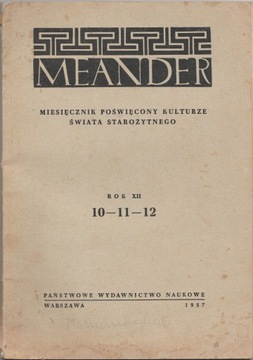 MEANDER
MIESIĘCZNIK POŚWIĘCONY KULTURZE
ŚWIATA STAROŻYTNEGO
ROK XII
10—11—12
PAŃSTWOWE WYDAWNICTWO NAUKOWE
WARSZAWA 1957